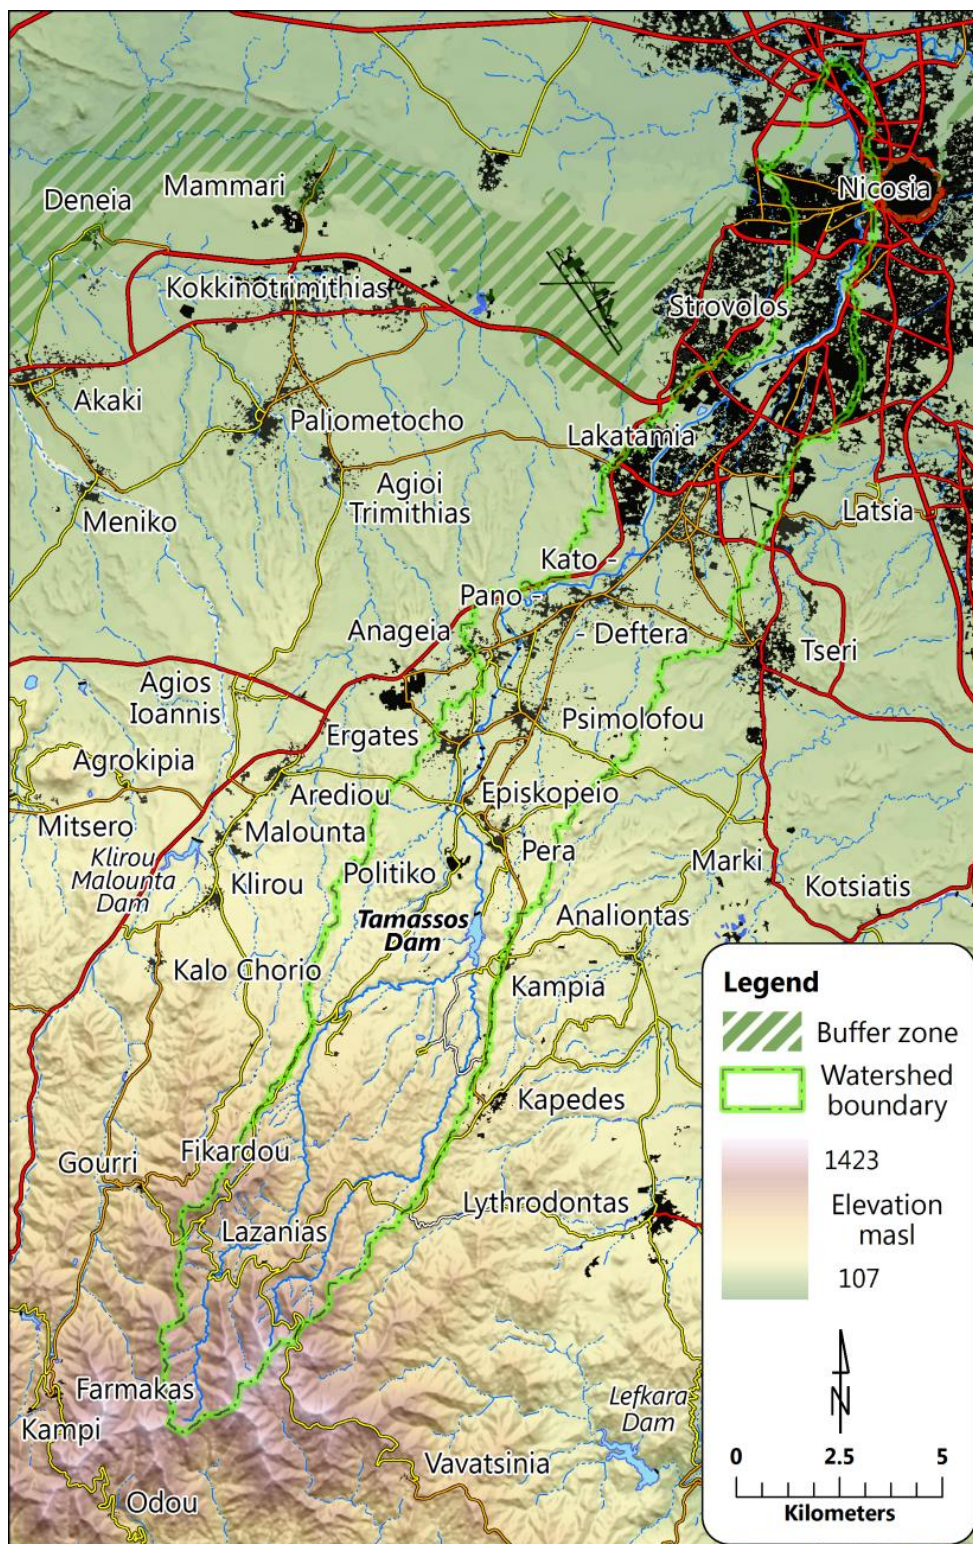 Deneia
Mammari
Nicosia
Kokkinotrimithias
Strovolos
Akaki
Paliometocho
Lakatamia
Agioi
Trimithias
Meniko
Latsia
Kato -
Pano -
Anageia
- Deftera
Tseri
Agios
Ioannis
Ergates
Psimolofou
Agrokipia
Arediou
Episkopeio
Mitsero
Malounta
Pera
Klirou
Malounta
Dam
Klirou
Politiko
Marki
Kotsiatis
Tamassos
Dam
Analiontas
Kalo Chorio
Kampia
Kapedes
Gourri
Fikardou
Lythrodontas
Lazanias
Farmakas
Kampi
Lefkara
Dam
Vavatsinia
Odou
Legend
Buffer zone
Watershed
boundary
1423
Elevation
masl
107
N
0 2.5 5
Kilometers